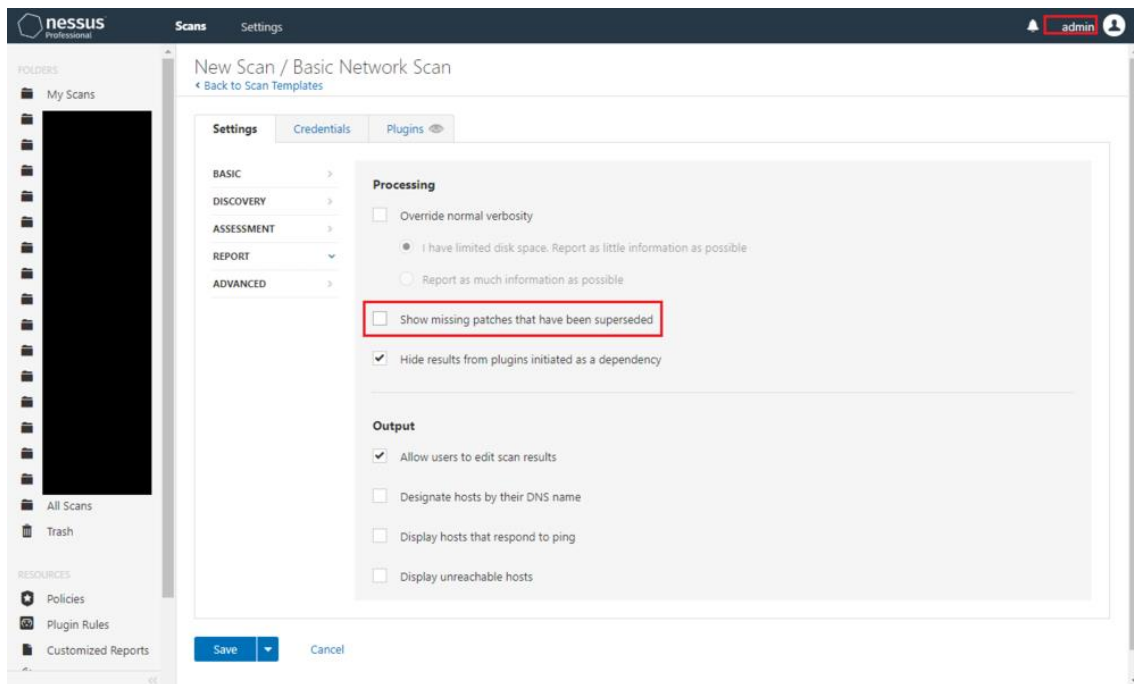 nessus
Professional
Scans
Settings
admin
FOLDERS
My Scans
All Scans
Trash
RESOURCES
Policies
Plugin Rules
Customized Reports
New Scan / Basic Network Scan
Back to Scan Templates
Settings
Credentials
Plugins
BASIC
DISCOVERY
ASSESSMENT
REPORT
ADVANCED
Processing
Override normal verbosity
I have limited disk space. Report as little information as possible
Report as much information as possible
Show missing patches that have been superseded
Hide results from plugins initiated as a dependency
Output
Allow users to edit scan results
Designate hosts by their DNS name
Display hosts that respond to ping
Display unreachable hosts
Save
Cancel